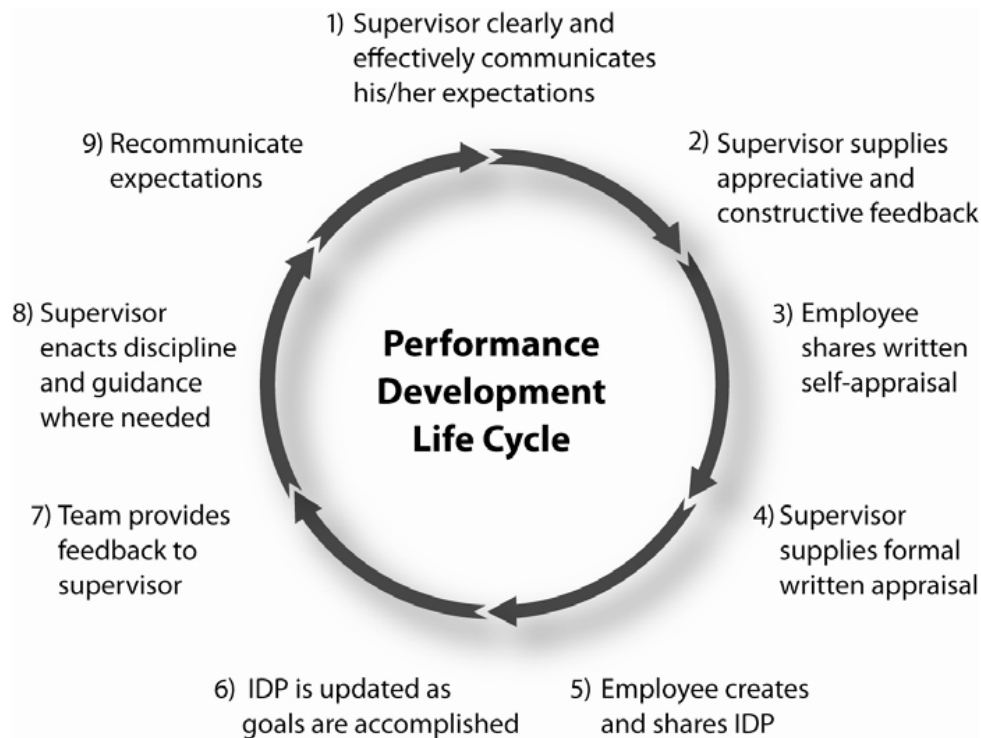 1) Supervisor clearly and
effectively communicates
his/her expectations
2) Supervisor supplies
appreciative and
constructive feedback
3) Employee
shares written
self-appraisal
4) Supervisor
supplies formal
written appraisal
5) Employee creates
and shares IDP
6) IDP is updated as
goals are accomplished
7) Team provides
feedback to
supervisor
8) Supervisor
enacts discipline
and guidance
where needed
9) Recommunicate
expectations
Performance
Development
Life Cycle